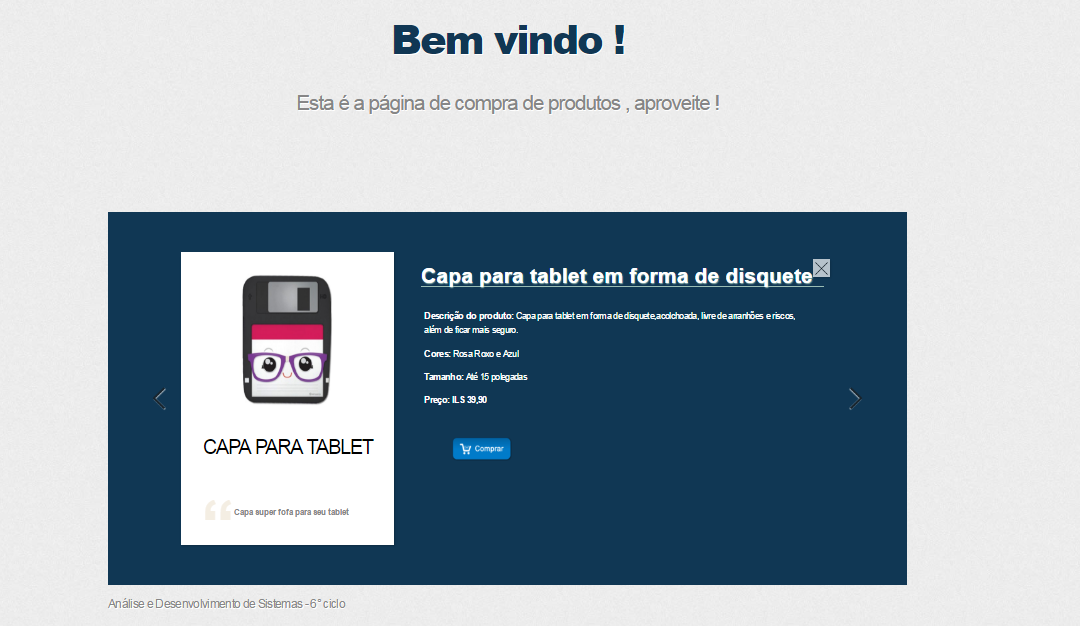 Bem vindo !
Esta é a página de compra de produtos , aproveite !
Capa para tablet em forma de disquete
Descrição do produto: Capa para tablet em forma de disquete,acolchoada, livre de arranhões e riscos,
além de ficar mais seguro.
Cores: Rosa Roxo e Azul
Tamanho: Até 15 polegadas
Preço: ILS 39,90
Comprar
CAPA PARA TABLET
“ Capa super fofa para seu tablet
Análise e Desenvolvimento de Sistemas - 6° ciclo